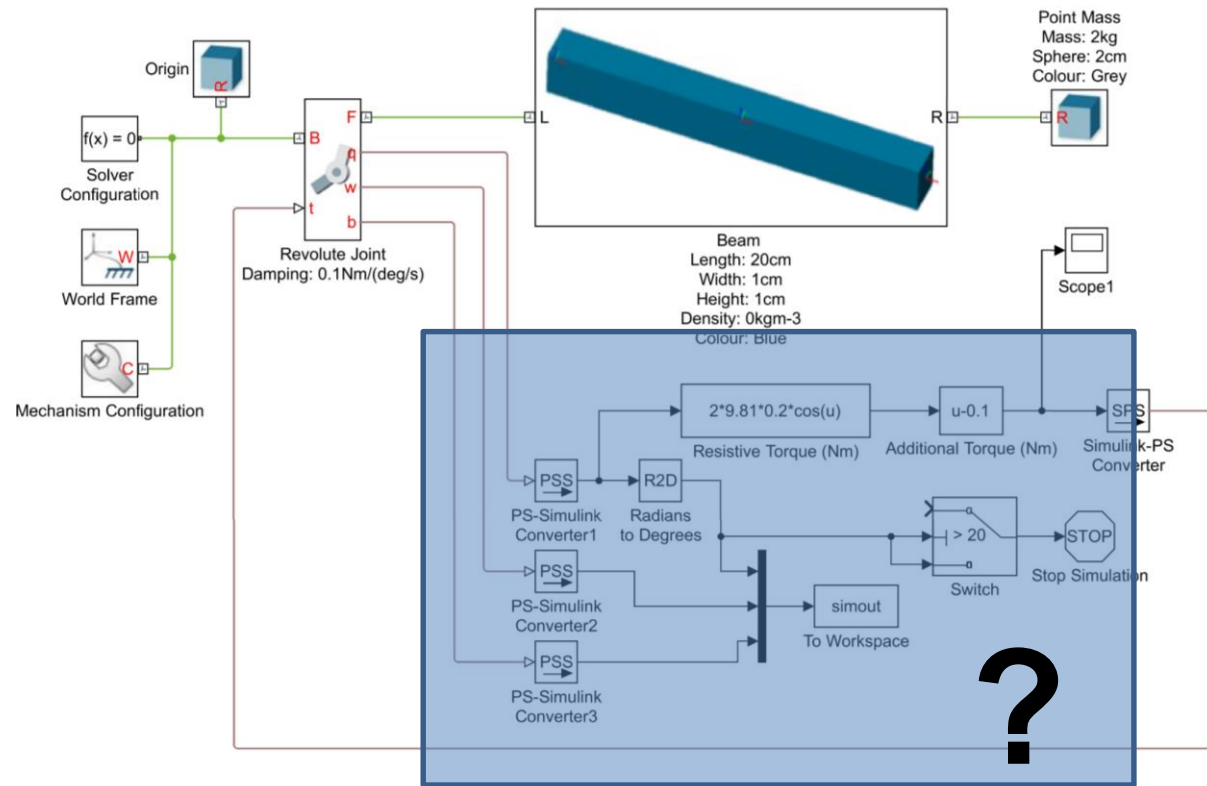 Point Mass
Mass: 2kg
Sphere: 2cm
Colour: Grey
Origin
R
F
L
R
R
f(x) = 0
B
q
w
Solver
Configuration
t
b
W
Revolute Joint
Damping: 0.1Nm/(deg/s)
Beam
Length: 20cm
Width: 1cm
Height: 1cm
Density: 0kgm-3
Colour: Blue
World Frame
Scope1
C
Mechanism Configuration
2*9.81*0.2*cos(u)
u-0.1
SPS
Resistive Torque (Nm)
Additional Torque (Nm)
Simulink-PS
Converter
PSS
R2D
PS-Simulink
Converter1
Radians
to Degrees
> 20
STOP
Switch
Stop Simulation
PSS
PS-Simulink
Converter2
simout
To Workspace
PSS
PS-Simulink
Converter3
?